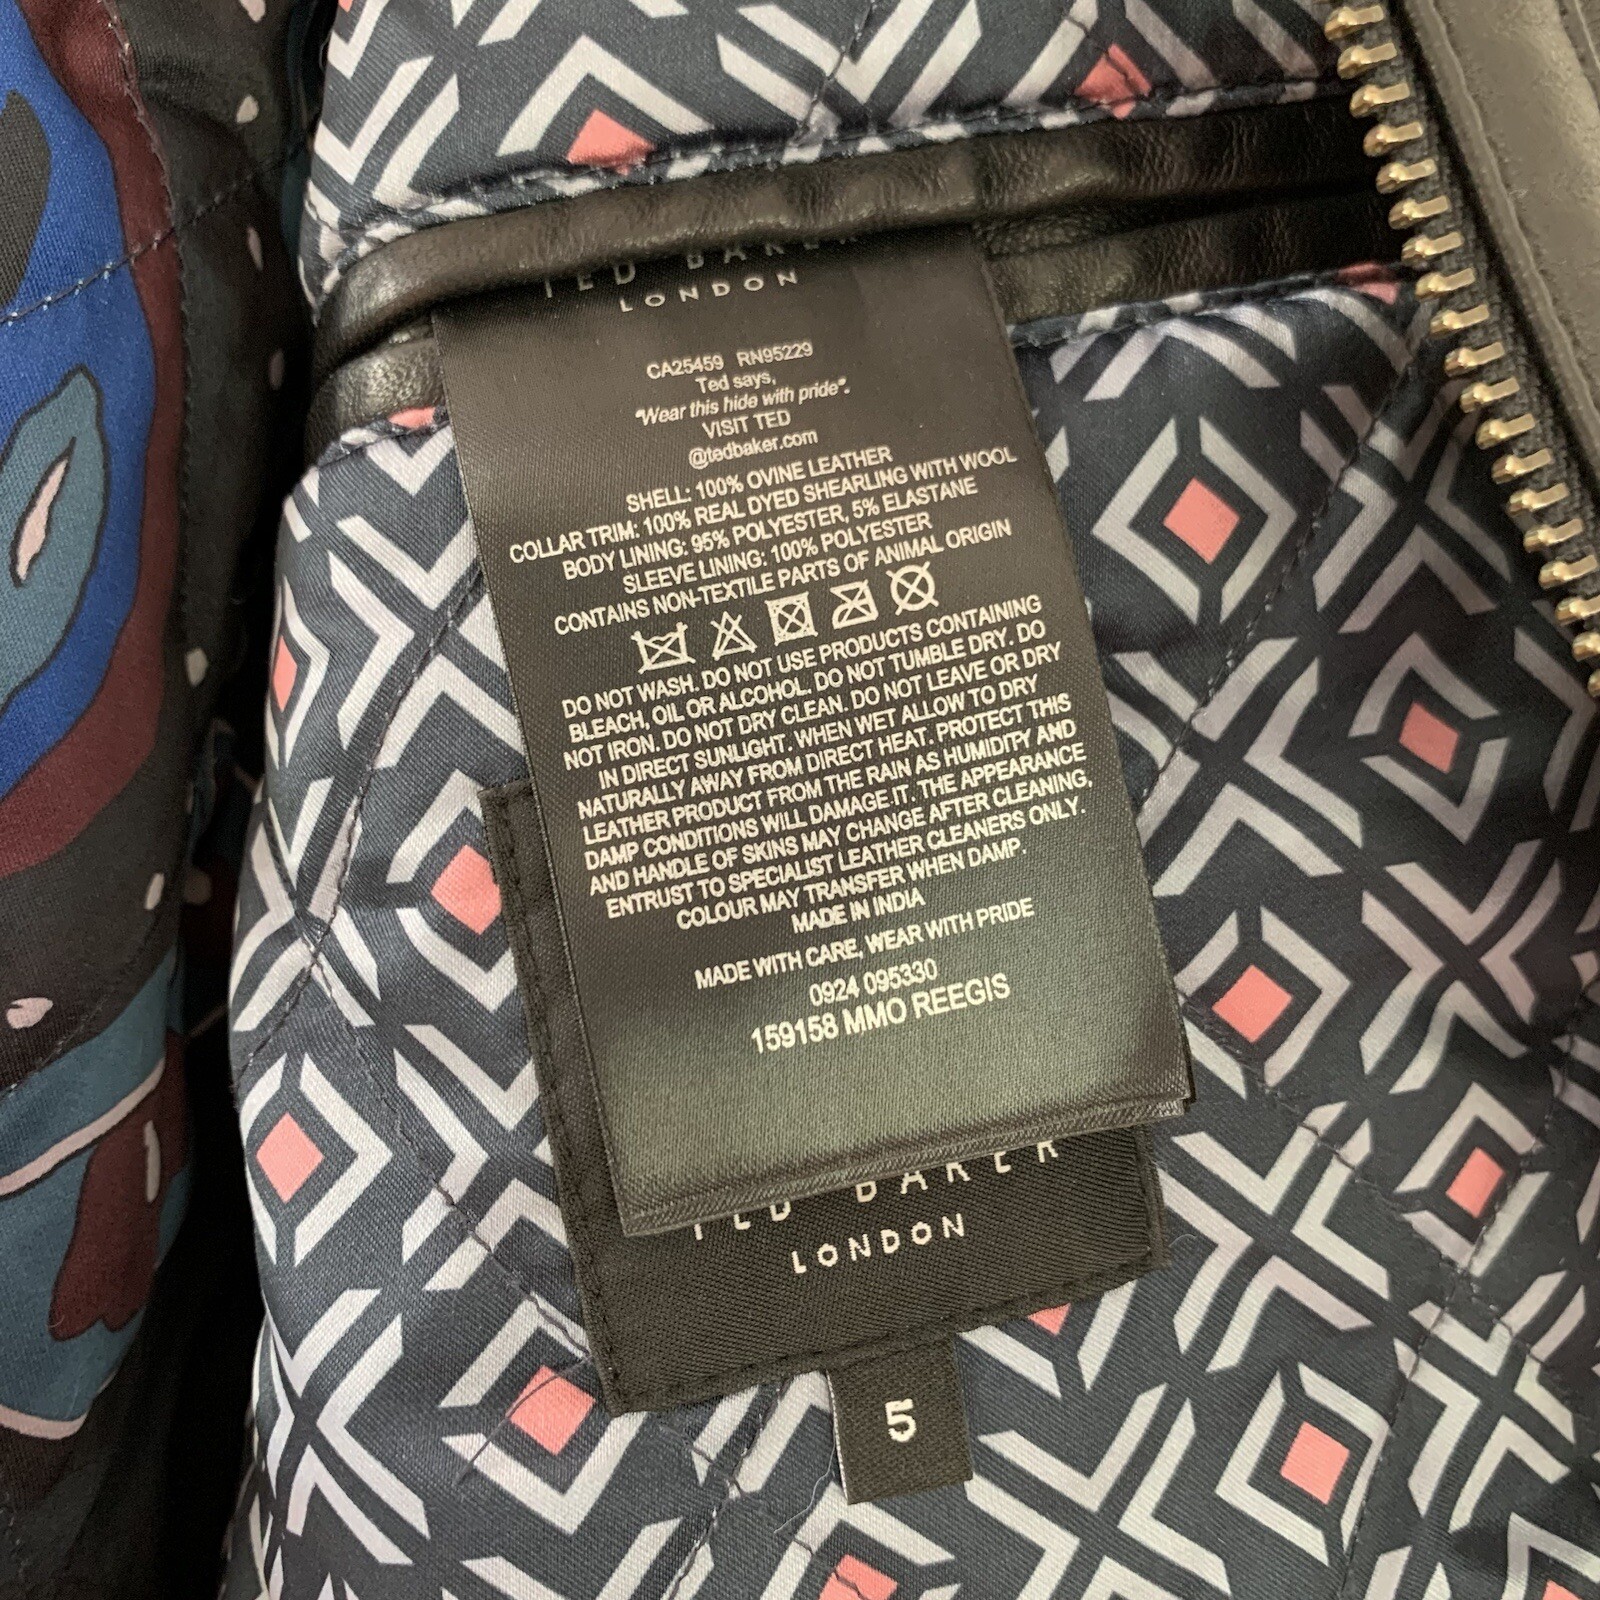 TED BAKER
LONDON
CA25459 RN95229
Ted says,
"Wear this hide with pride".
VISIT TED
@tedbaker.com
SHELL: 100% OVINE LEATHER
COLLAR TRIM: 100% REAL DYED SHEARLING WITH WOOL
BODY LINING: 95% POLYESTER, 5% ELASTANE
SLEEVE LINING: 100% POLYESTER
CONTAINS NON-TEXTILE PARTS OF ANIMAL ORIGIN
DO NOT WASH. DO NOT USE PRODUCTS CONTAINING
BLEACH, OIL OR ALCOHOL. DO NOT TUMBLE DRY. DO
NOT IRON. DO NOT DRY CLEAN. DO NOT LEAVE OR DRY
IN DIRECT SUNLIGHT. WHEN WET ALLOW TO DRY
NATURALLY AWAY FROM DIRECT HEAT. PROTECT THIS
LEATHER PRODUCT FROM THE RAIN AS HUMIDITY AND
DAMP CONDITIONS WILL DAMAGE IT. THE APPEARANCE
AND HANDLE OF SKINS MAY CHANGE AFTER CLEANING,
ENTRUST TO SPECIALIST LEATHER CLEANERS ONLY.
COLOUR MAY TRANSFER WHEN DAMP.
MADE IN INDIA
MADE WITH CARE, WEAR WITH PRIDE
0924 095330
159158 MMO REEGIS
TED BAKER
LONDON
5